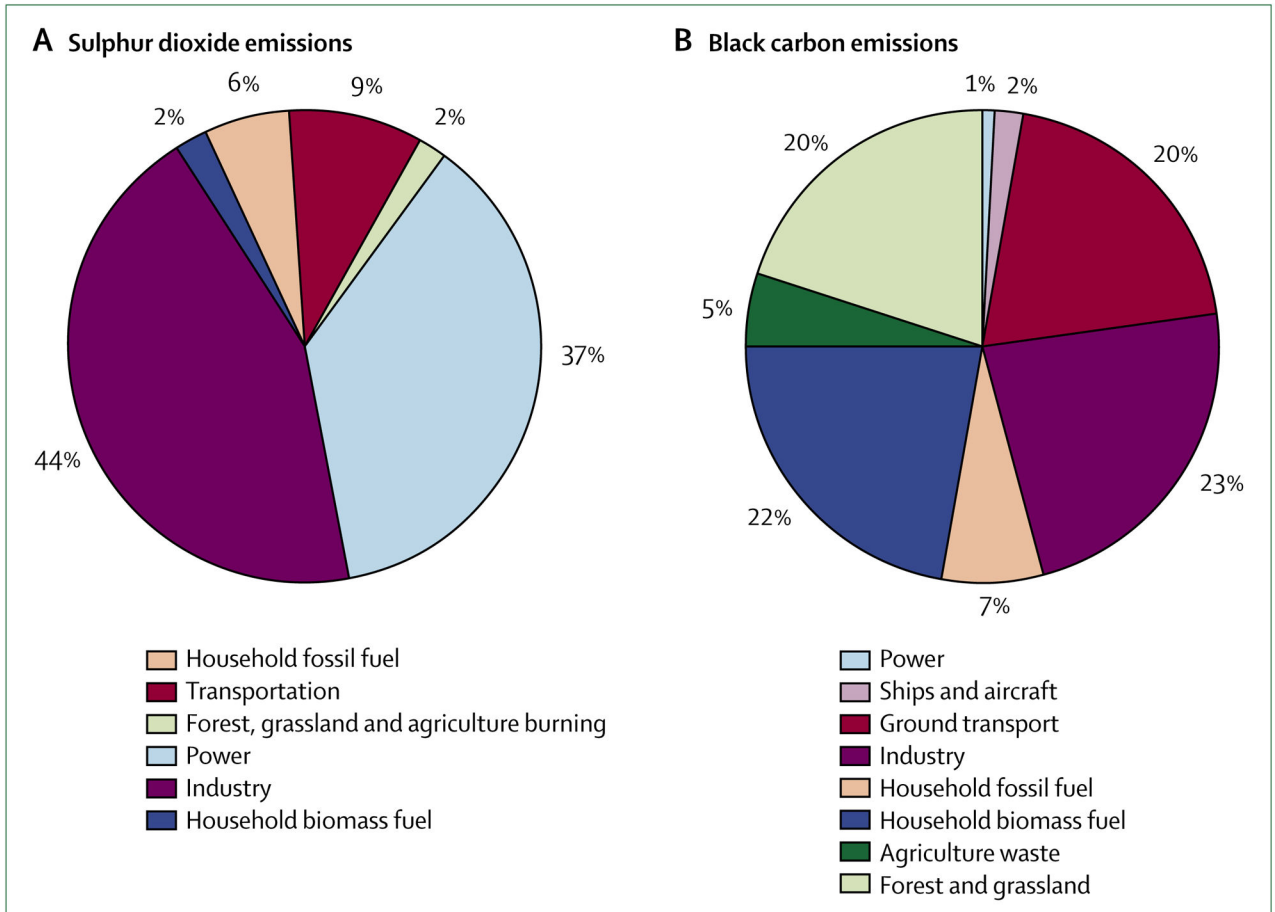 A Sulphur dioxide emissions
2%
6%
9%
2%
37%
44%
Household fossil fuel
Transportation
Forest, grassland and agriculture burning
Power
Industry
Household biomass fuel
B Black carbon emissions
1%
2%
20%
23%
7%
22%
5%
20%
Power
Ships and aircraft
Ground transport
Industry
Household fossil fuel
Household biomass fuel
Agriculture waste
Forest and grassland